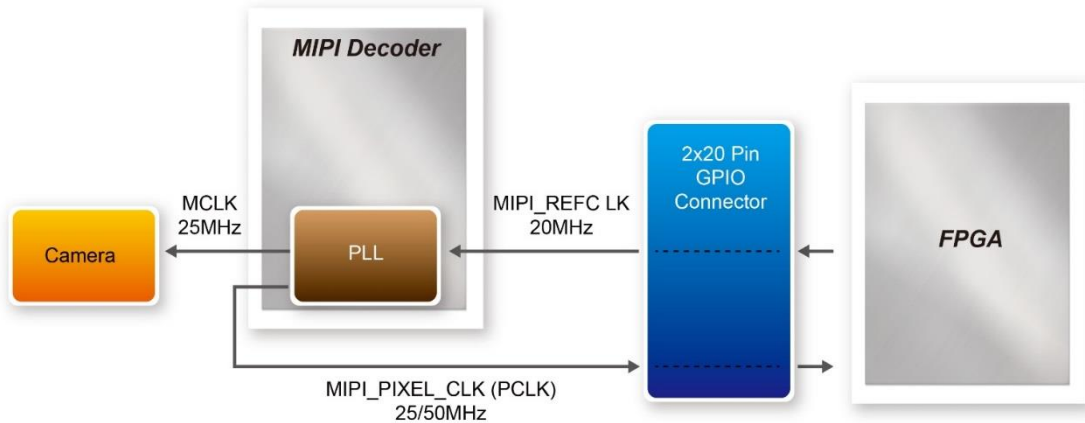 MIPI Decoder
2x20 Pin
GPIO
Connector
MCLK
25MHz
MIPI_REFC LK
20MHz
Camera
PLL
FPGA
MIPI_PIXEL_CLK (PCLK)
25/50MHz